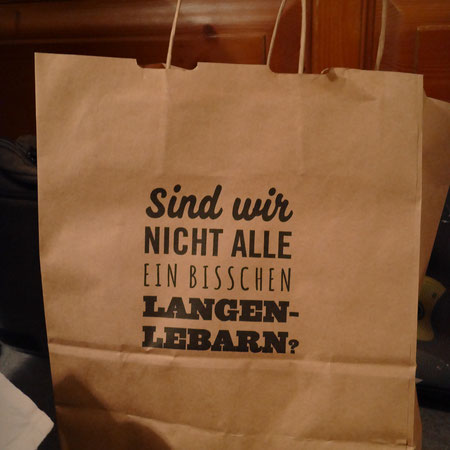 Sind wir
NICHT ALLE
EIN BISSCHEN
LANGEN-
LEBARN?